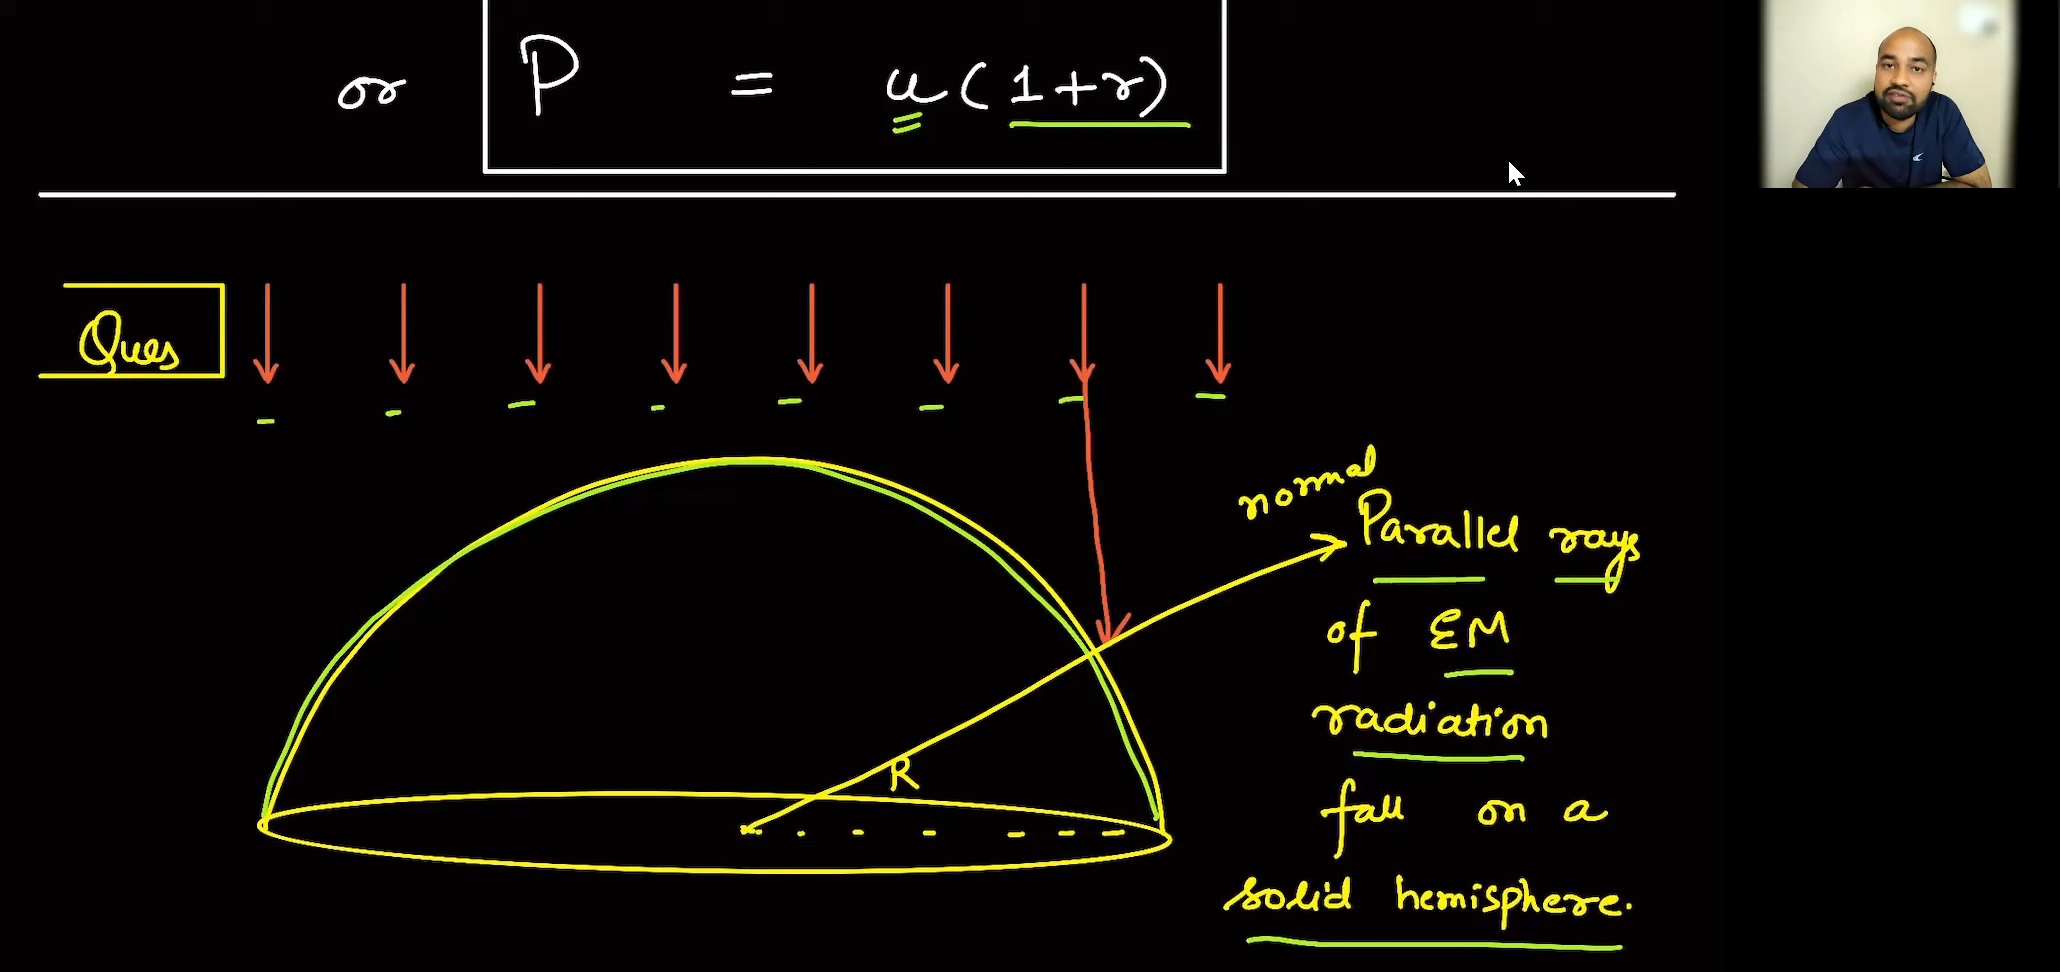 or P = u(1+r)
Ques
normal
Parallel rays
of EM
radiation
R
fall on a
solid hemisphere.